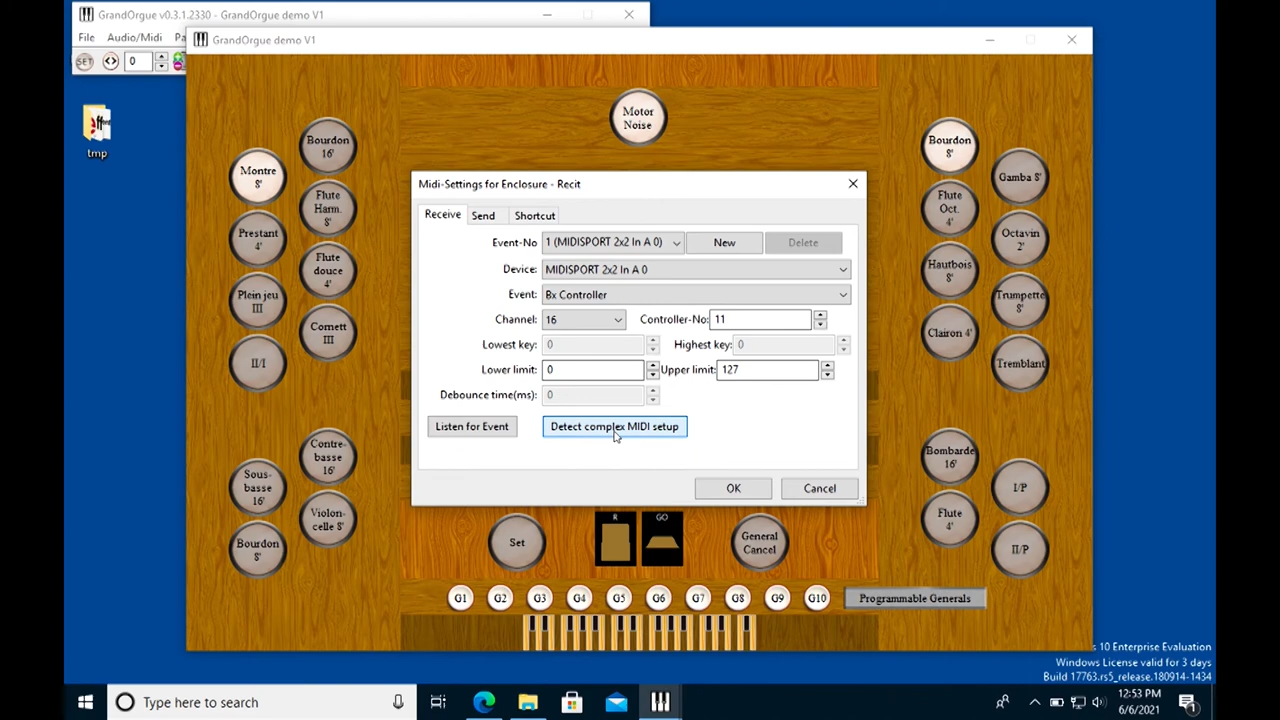 GrandOrgue v0.3.1.2330 - GrandOrgue demo V1
File Audio/Midi Pa
SET 0
GrandOrgue demo V1
tmp
Motor
Noise
Bourdon
16'
Montre
8'
Flute
Harm.
4'
Prestant
4'
Flute
douce
4'
Plein jeu
III
Cornett
III
II/I
Contre-
basse
16'
Sous-
basse
16'
Violon-
celle 8'
Bourdon
8'
Midi-Settings for Enclosure - Recit
Receive Send Shortcut
Event-No 1 (MIDISPORT 2x2 In A 0) New Delete
Device: MIDISPORT 2x2 In A 0
Event: Bx Controller
Channel: 16 Controller-No: 11
Lowest key: 0 Highest key: 0
Lower limit: 0 Upper limit: 127
Debounce time(ms): 0
Listen for Event Detect complex MIDI setup
OK Cancel
Bourdon
8'
Gamba 8'
Flute
Oct.
4'
Octavin
2'
Hautbois
8'
Trumpette
8'
Clairon 4'
Tremblant
Bombarde
16'
I/P
Flute
4'
II/P
Set
R GO
General
Cancel
G1 G2 G3 G4 G5 G6 G7 G8 G9 G10 Programmable Generals
s 10 Enterprise Evaluation
Windows License valid for 3 days
Build 17763.rs5_release.180914-1434
Type here to search
12:53 PM
6/6/2021
1